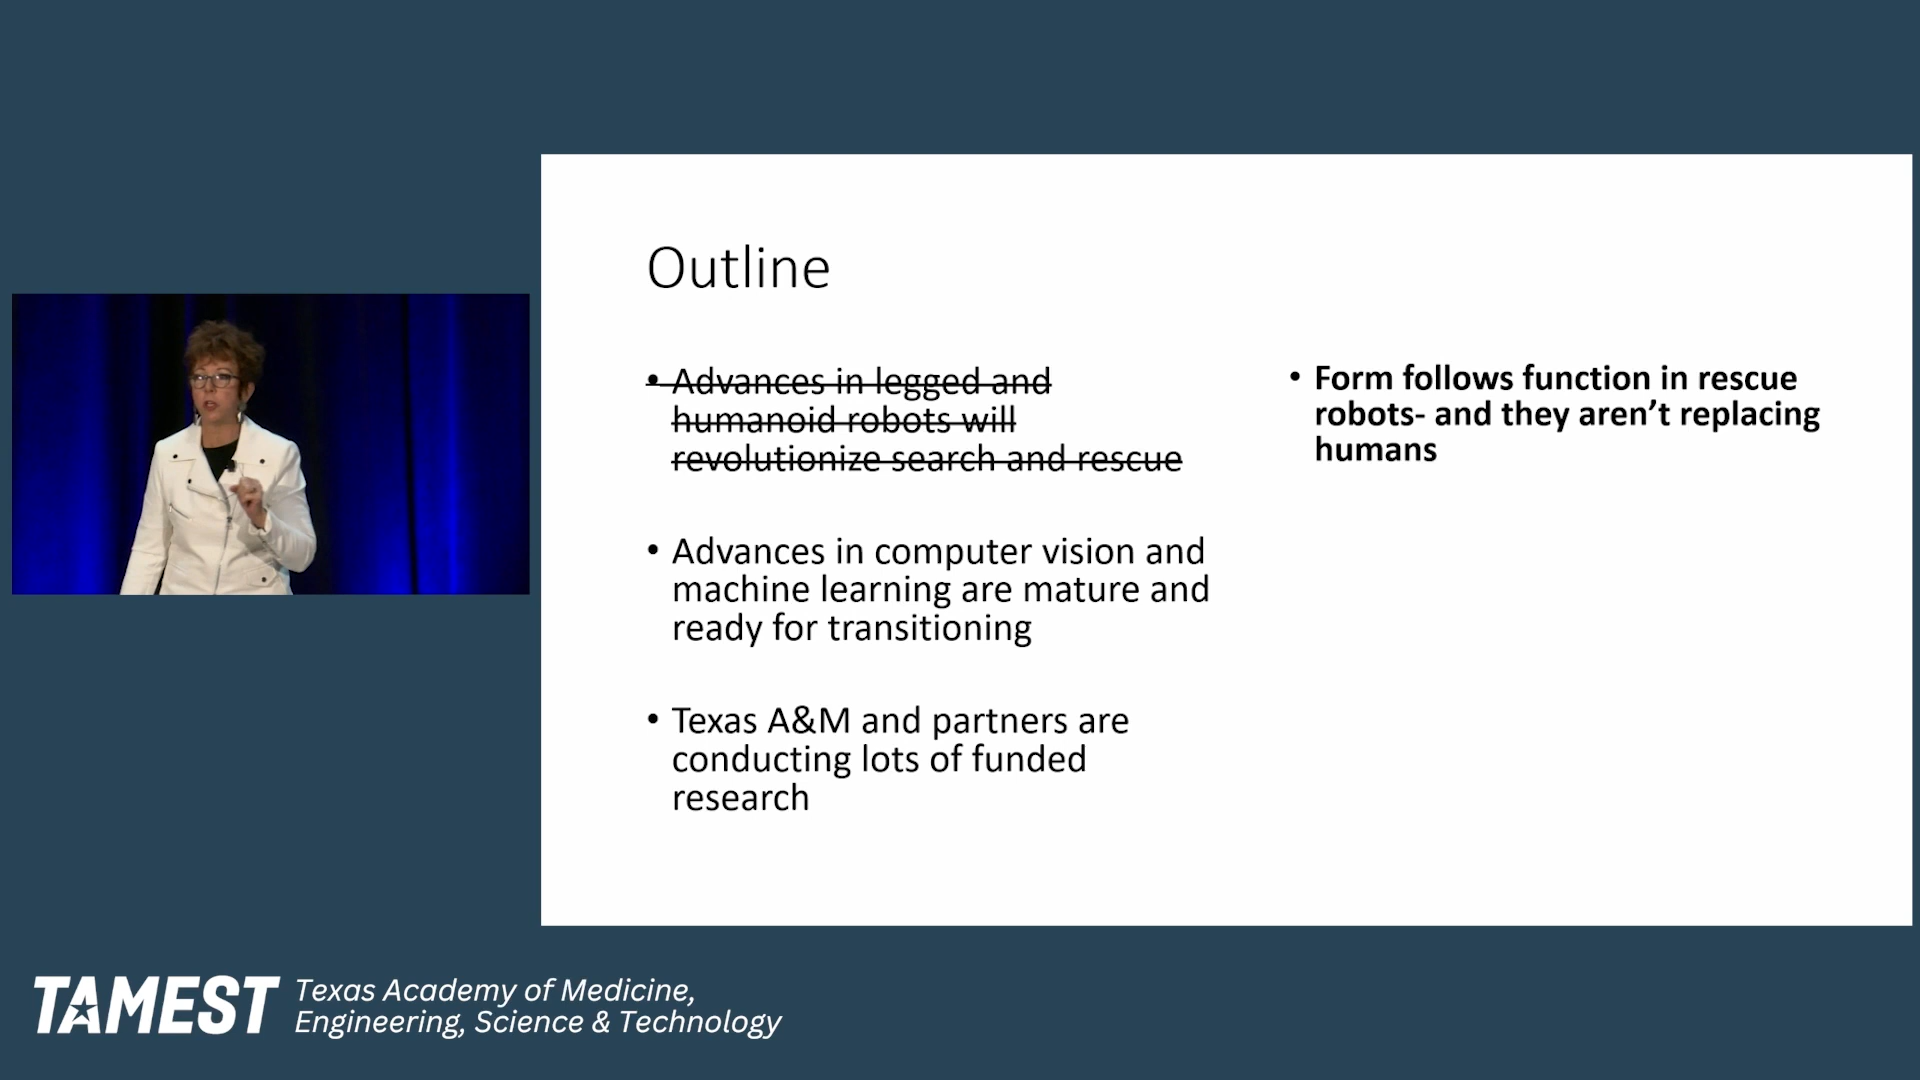 Outline
• Advances in legged and
humanoid robots will
revolutionize search and rescue
• Advances in computer vision and
machine learning are mature and
ready for transitioning
• Texas A&M and partners are
conducting lots of funded
research
• Form follows function in rescue
robots- and they aren’t replacing
humans
TAMEST
Texas Academy of Medicine,
Engineering, Science & Technology